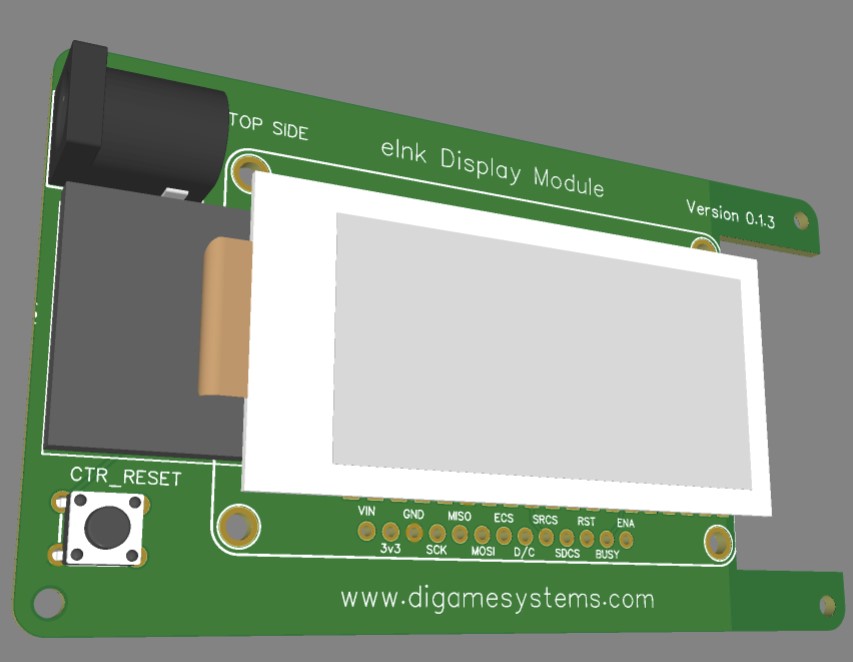 TOP SIDE
eInk Display Module
Version 0.1.3
CTR_RESET
VIN GND MISO ECS SRCS RST ENA
3v3 SCK MOSI D/C SDCS BUSY
www.digamesystems.com